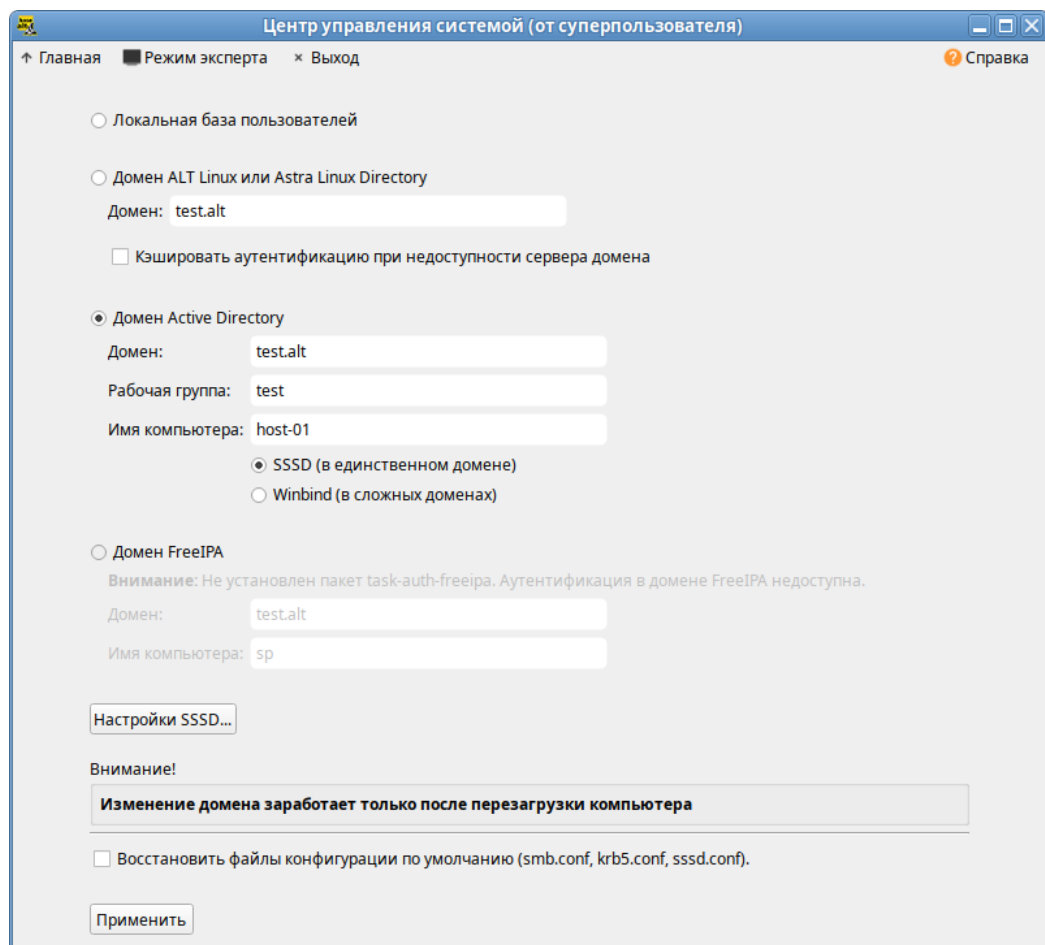 Центр управления системой (от суперпользователя)
Главная Режим эксперта Выход Справка
Локальная база пользователей
Домен ALT Linux или Astra Linux Directory
Домен: test.alt
Кэшировать аутентификацию при недоступности сервера домена
Домен Active Directory
Домен: test.alt
Рабочая группа: test
Имя компьютера: host-01
SSSD (в единственном домене)
Winbind (в сложных доменах)
Домен FreeIPA
Внимание: Не установлен пакет task-auth-freeipa. Аутентификация в домене FreeIPA недоступна.
Домен: test.alt
Имя компьютера: sp
Настройки SSSD...
Внимание!
Изменение домена заработает только после перезагрузки компьютера
Восстановить файлы конфигурации по умолчанию (smb.conf, krb5.conf, sssd.conf).
Применить